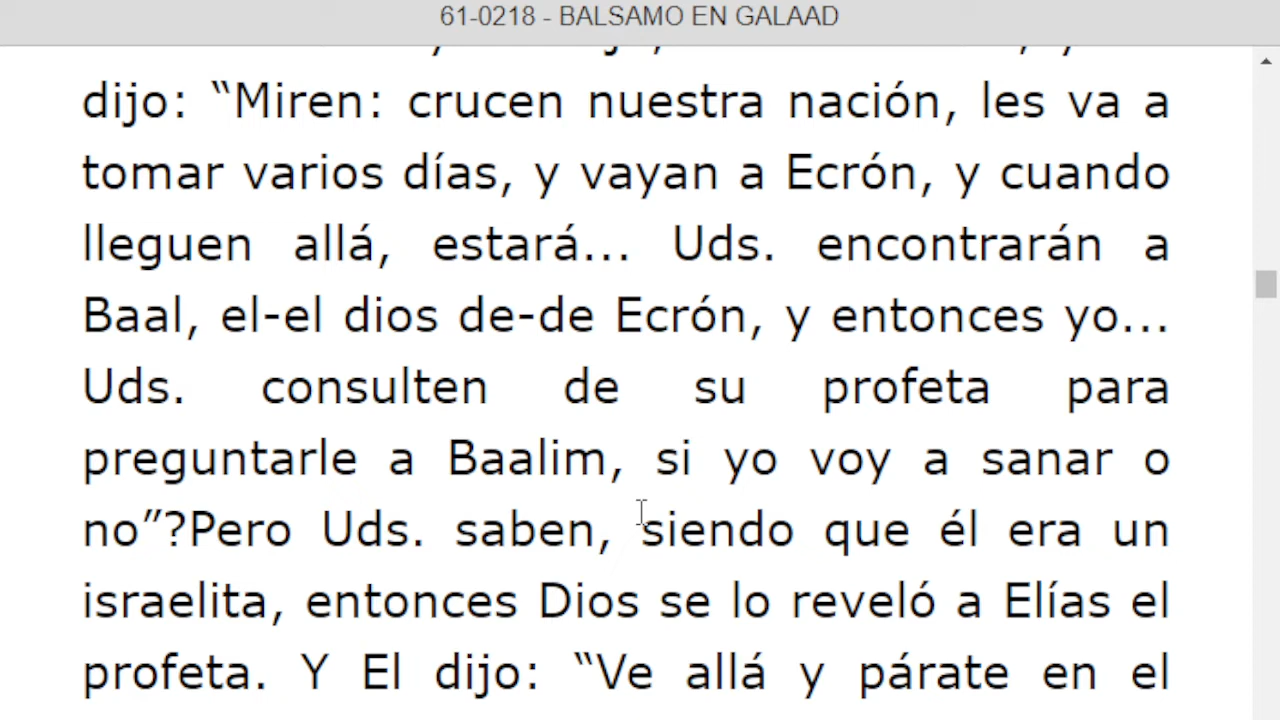 61-0218 - BALSAMO EN GALAAD
dijo: “Miren: crucen nuestra nación, les va a
tomar varios días, y vayan a Ecrón, y cuando
lleguen allá, estará... Uds. encontrarán a
Baal, el-el dios de-de Ecrón, y entonces yo...
Uds. consulten de su profeta para
preguntarle a Baalim, si yo voy a sanar o
no”?Pero Uds. saben, siendo que él era un
israelita, entonces Dios se lo reveló a Elías el
profeta. Y El dijo: “Ve allá y párate en el